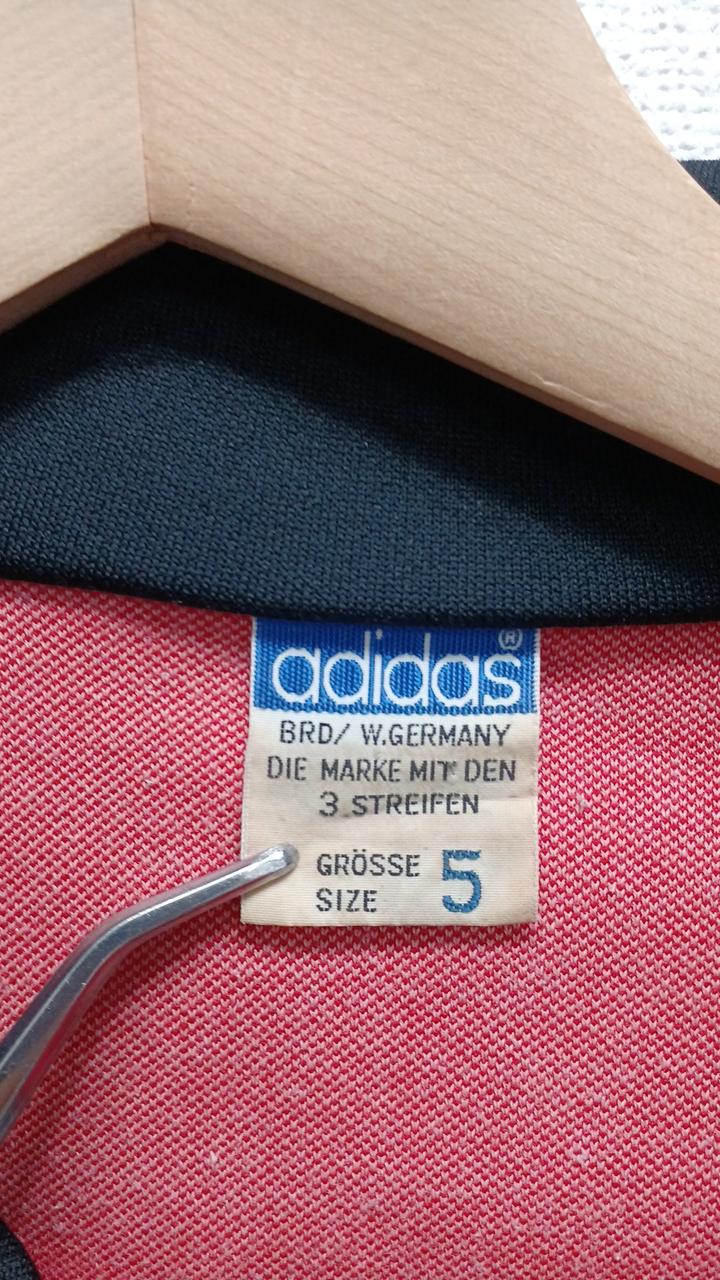 adidas®
BRD/ W.GERMANY
DIE MARKE MIT DEN
3 STREIFEN
GRÖSSE 5
SIZE